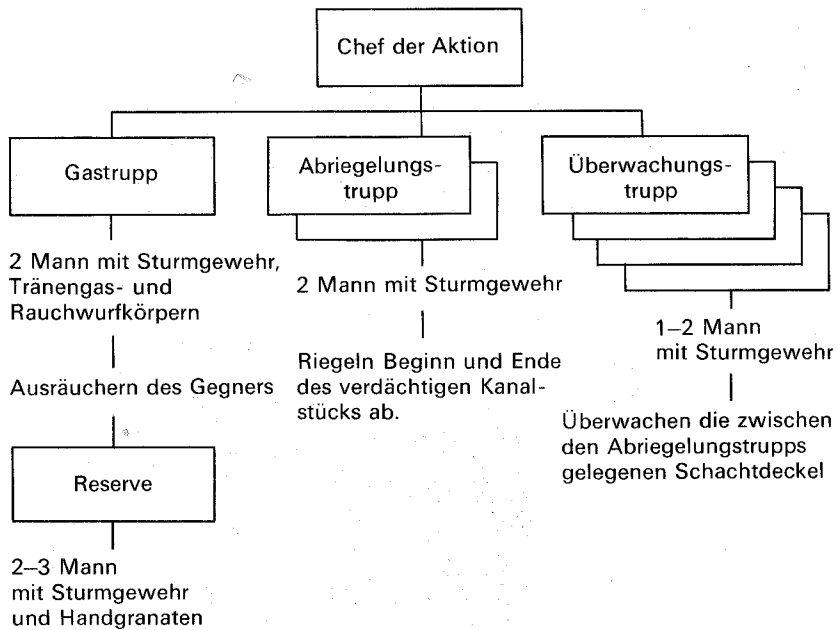 Chef der Aktion
Gastrupp
2 Mann mit Sturmgewehr,
Tränengas- und
Rauchwurfkörpern
Ausräuchern des Gegners
Reserve
2–3 Mann
mit Sturmgewehr
und Handgranaten
Abriegelungs-
trupp
2 Mann mit Sturmgewehr
Riegeln Beginn und Ende
des verdächtigen Kanal-
stücks ab.
Überwachungs-
trupp
1–2 Mann
mit Sturmgewehr
Überwachen die zwischen
den Abriegelungstrupps
gelegenen Schachtdeckel